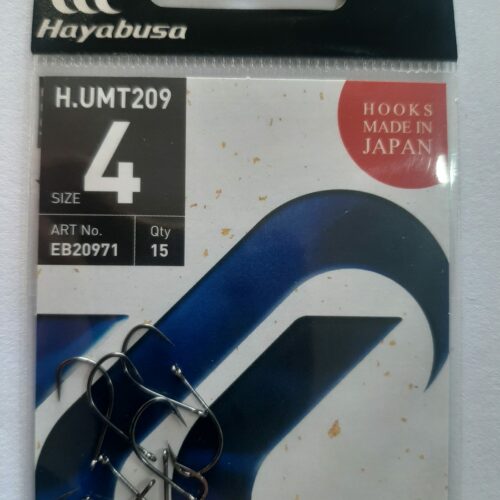 Hayabusa
H.UMT209
SIZE 4
ART No. Qty
EB20971 15
HOOKS
MADE IN
JAPAN